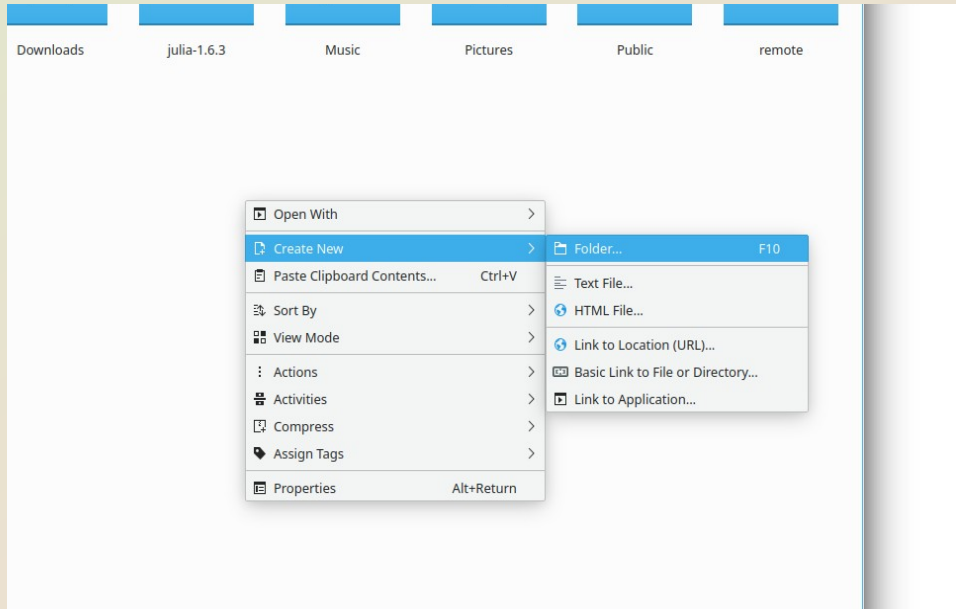 Downloads julia-1.6.3 Music Pictures Public remote
Open With
Create New
Paste Clipboard Contents... Ctrl+V
Sort By
View Mode
Actions
Activities
Compress
Assign Tags
Properties Alt+Return
Folder... F10
Text File...
HTML File...
Link to Location (URL)...
Basic Link to File or Directory...
Link to Application...